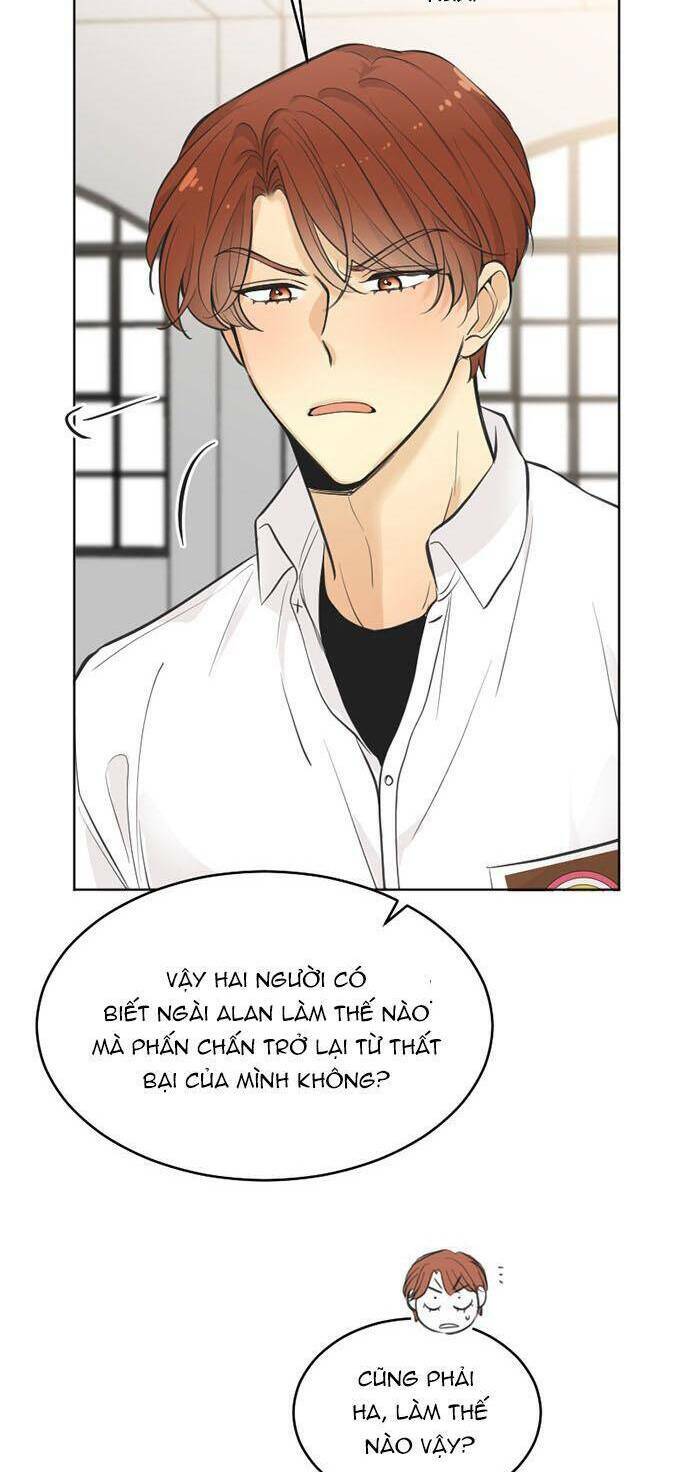 VẬY HAI NGƯỜI CÓ
BIẾT NGÀI ALAN LÀM THẾ NÀO
MÀ PHẤN CHẤN TRỞ LẠI TỪ THẤT
BẠI CỦA MÌNH KHÔNG?
CŨNG PHẢI
HA, LÀM THẾ
NÀO VẬY?